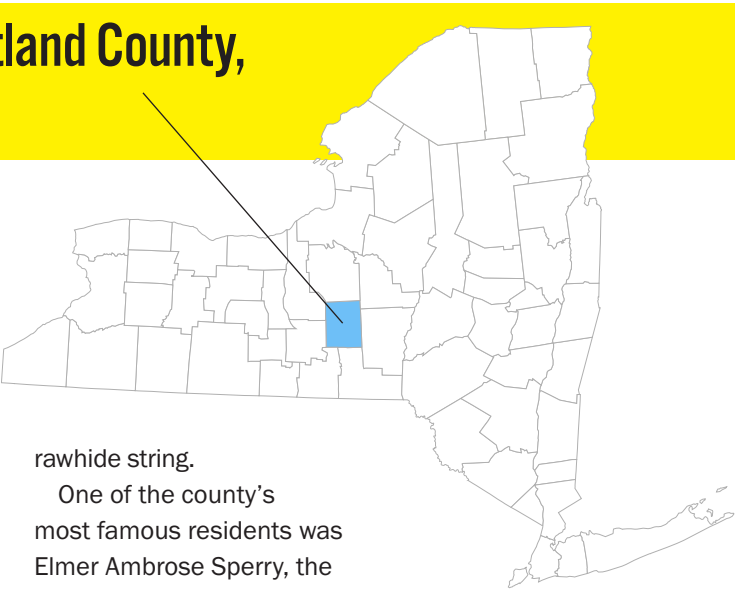 tland County,
rawhide string.
One of the county's
most famous residents was
Elmer Ambrose Sperry, the